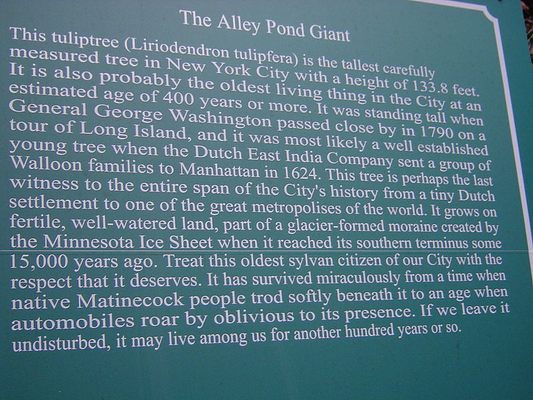 The Alley Pond Giant
This tuliptree (Liriodendron tulipfera) is the tallest carefully
measured tree in New York City with a height of 133.8 feet.
It is also probably the oldest living thing in the City at an
estimated age of 400 years or more. It was standing tall when
General George Washington passed close by in 1790 on a
tour of Long Island, and it was most likely a well established
young tree when the Dutch East India Company sent a group of
Walloon families to Manhattan in 1624. This tree is perhaps the last
witness to the entire span of the City's history from a tiny Dutch
settlement to one of the great metropolises of the world. It grows on
fertile, well-watered land, part of a glacier-formed moraine created by
the Minnesota Ice Sheet when it reached its southern terminus some
15,000 years ago. Treat this oldest sylvan citizen of our City with the
respect that it deserves. It has survived miraculously from a time when
native Matinecock people trod softly beneath it to an age when
automobiles roar by oblivious to its presence. If we leave it
undisturbed, it may live among us for another hundred years or so.